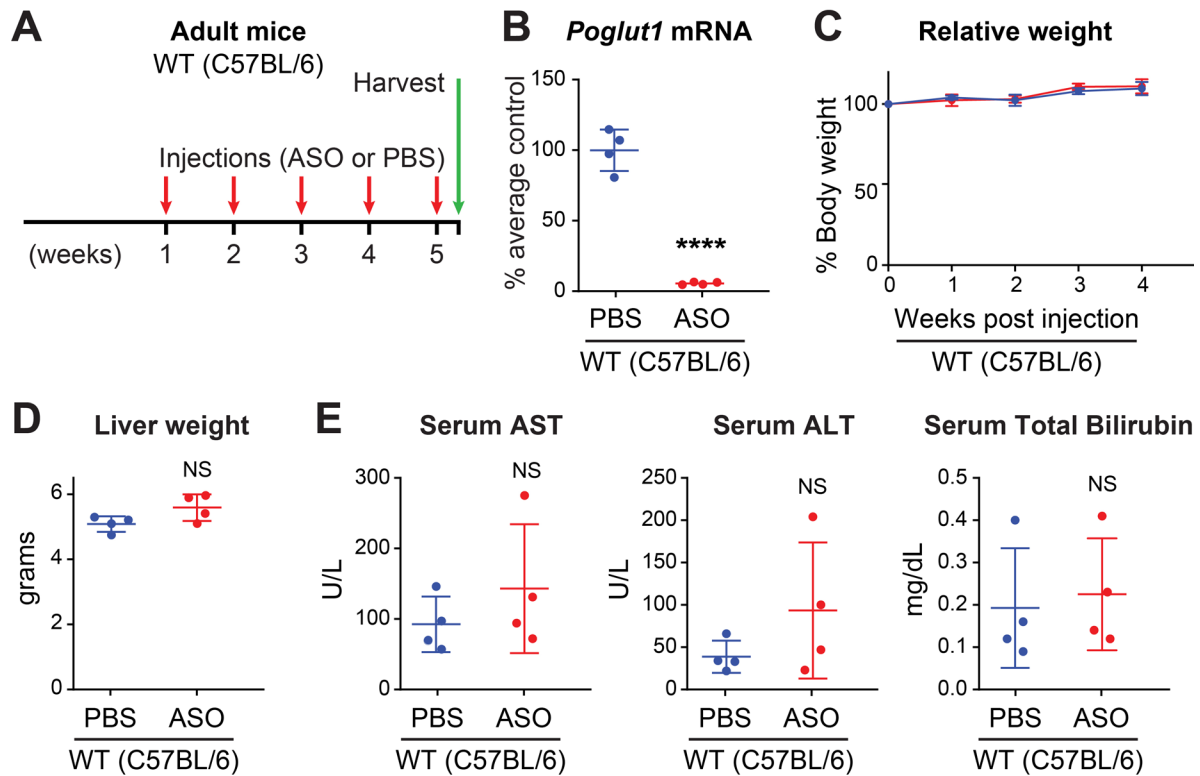 A
Adult mice
WT (C57BL/6)
Harvest
Injections (ASO or PBS)
(weeks) 1 2 3 4 5
B
Poglut1 mRNA
% average control
150
100
50
0
****
PBS ASO
WT (C57BL/6)
C
Relative weight
% Body weight
100
50
0
0 1 2 3 4
Weeks post injection
WT (C57BL/6)
D
Liver weight
grams
6
4
2
0
NS
PBS ASO
WT (C57BL/6)
E
Serum AST
U/L
300
200
100
0
NS
PBS ASO
WT (C57BL/6)
Serum ALT
U/L
250
200
150
100
50
0
NS
PBS ASO
WT (C57BL/6)
Serum Total Bilirubin
mg/dL
0.5
0.4
0.3
0.2
0.1
0.0
NS
PBS ASO
WT (C57BL/6)